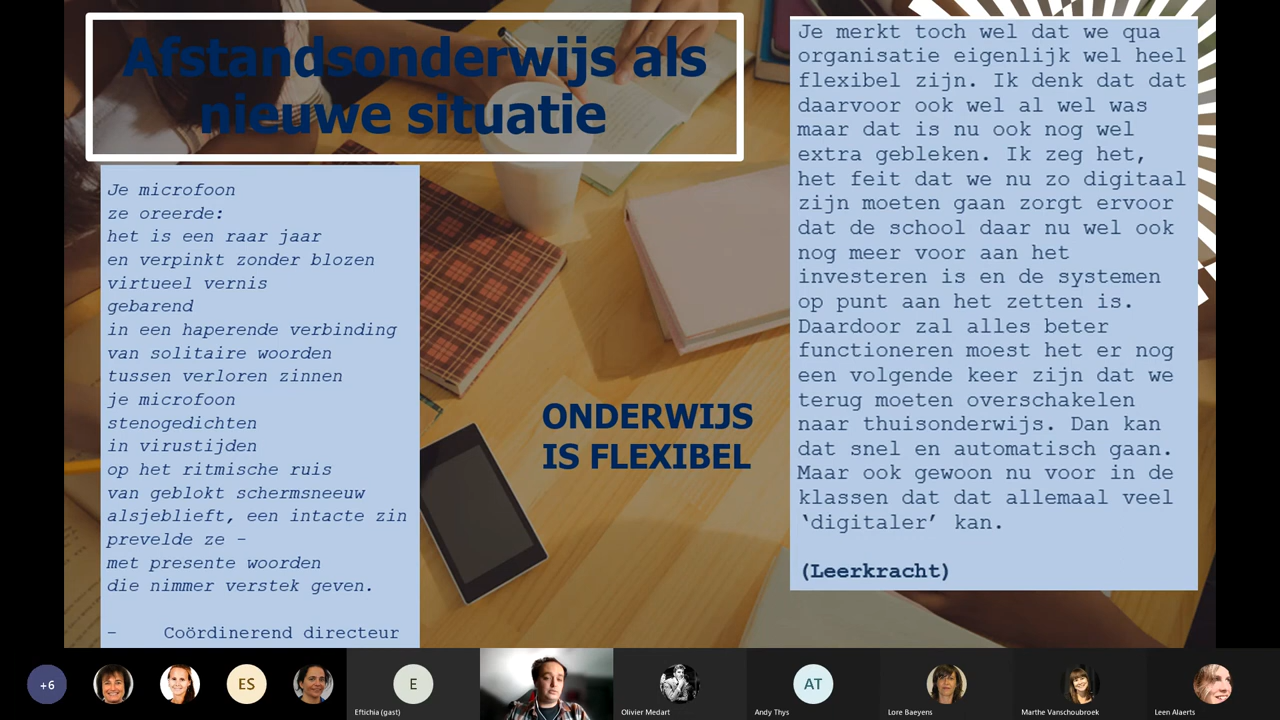 Afstandsonderwijs als
nieuwe situatie
Je microfoon
ze oreerde:
het is een raar jaar
en verpinkt zonder blozen
virtueel vernis
gebarend
in een haperende verbinding
van solitaire woorden
tussen verloren zinnen
je microfoon
stenogedichten
in virustijden
op het ritmische ruis
van geblokt schermsneeuw
alsjeblieft, een intacte zin
prevelde ze –
met presente woorden
die nimmer verstek geven.
– Coördinerend directeur
ONDERWIJS
IS FLEXIBEL
Je merkt toch wel dat we qua
organisatie eigenlijk wel heel
flexibel zijn. Ik denk dat dat
daarvoor ook wel al wel was
maar dat is nu ook nog wel
extra gebleken. Ik zeg het,
het feit dat we nu zo digitaal
zijn moeten gaan zorgt ervoor
dat de school daar nu wel ook
nog meer voor aan het
investeren is en de systemen
op punt aan het zetten is.
Daardoor zal alles beter
functioneren moest het er nog
een volgende keer zijn dat we
terug moeten overschakelen
naar thuisonderwijs. Dan kan
dat snel en automatisch gaan.
Maar ook gewoon nu voor in de
klassen dat dat allemaal veel
‘digitaler’ kan.
(Leerkracht)
+6
ES
E
Eftichia (gast)
Olivier Medart
AT
Andy Thys
Lore Baeyens
Marthe Vanschoubroek
Leen Alaerts